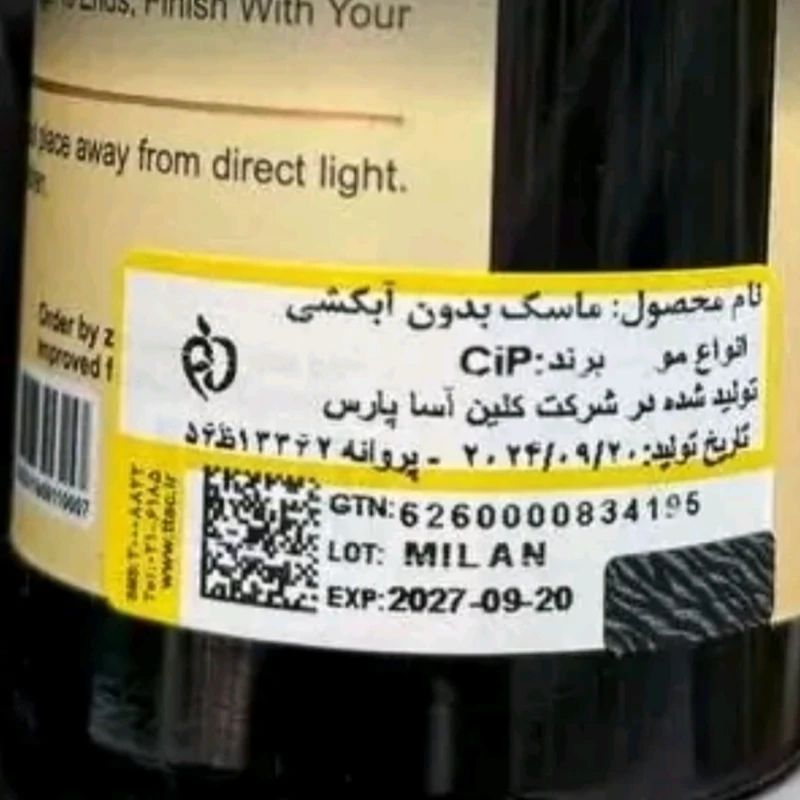 Ends, Finish With Your
place away from direct light.
Order by z
improved f
نام محصول: ماسک بدون آبکشی
انواع مو برند: CiP
تولید شده در شرکت کلین آسا پارس
تاریخ تولید: ۲۰۲۴/۰۹/۲۰ - پروانه
GTN: 6260000834195
LOT: MILAN
EXP: 2027-09-20
www.ttac.ir